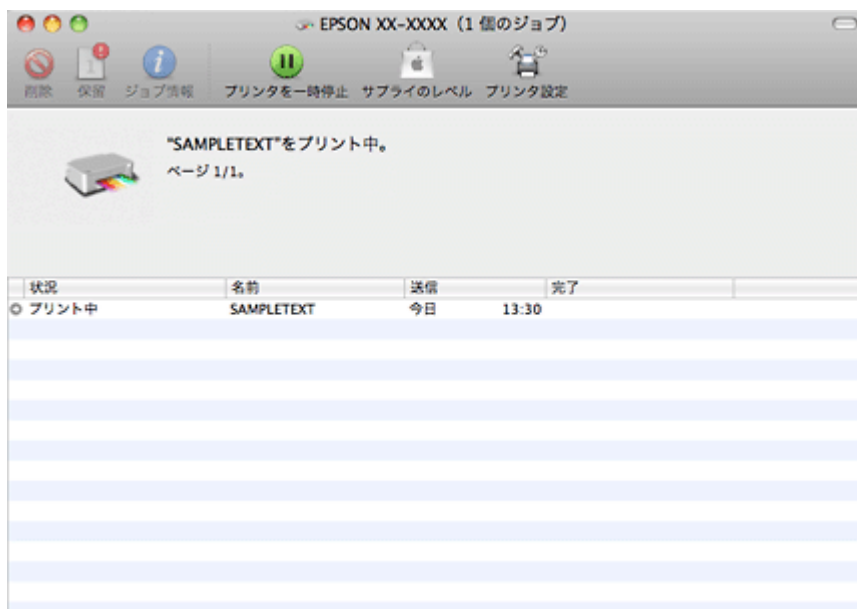 EPSON XX-XXXX（1 個のジョブ）
削除 保留 ジョブ情報 プリンタを一時停止 サプライのレベル プリンタ設定
"SAMPLETEXT"をプリント中。
ページ 1/1。
状況 名前 送信 完了
プリント中 SAMPLETEXT 今日 13:30